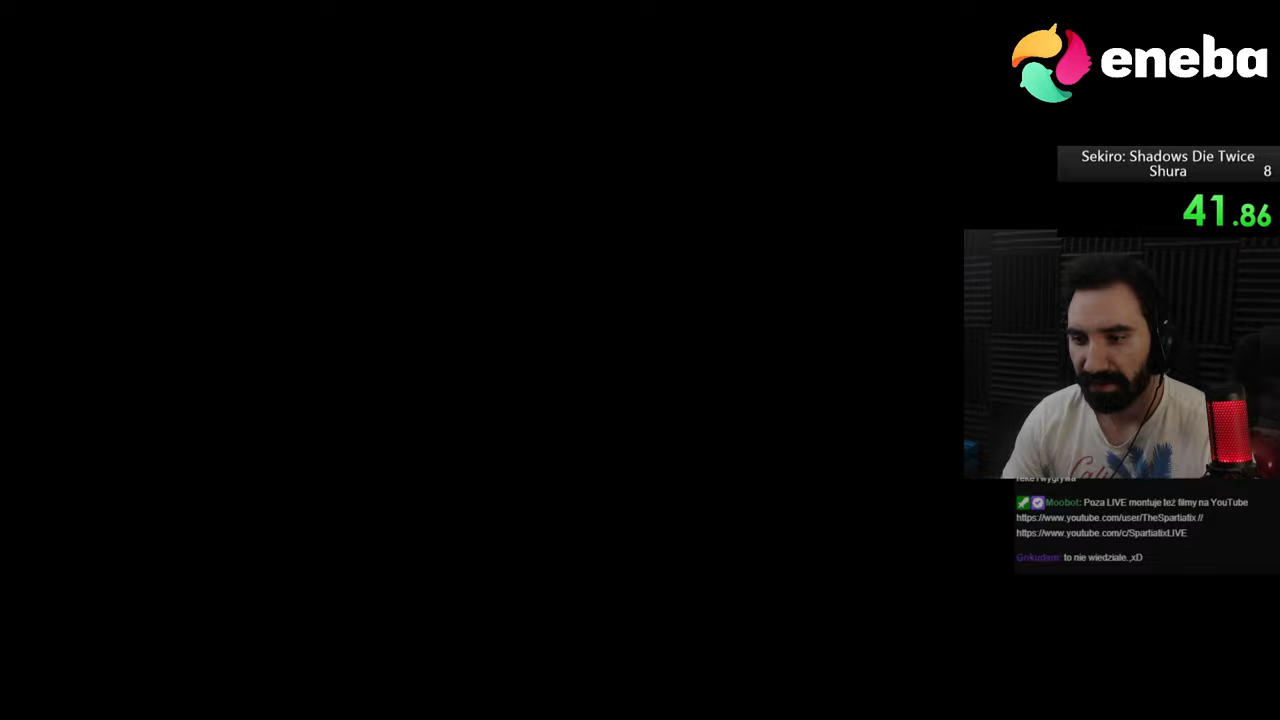 eneba
Sekiro: Shadows Die Twice
Shura 8
41.86
Moobot: Poza LIVE montuje też filmy na YouTube
https://www.youtube.com/user/TheSpartiatix //
https://www.youtube.com/c/SpartiatixLIVE
to nie wiedziale.,xD